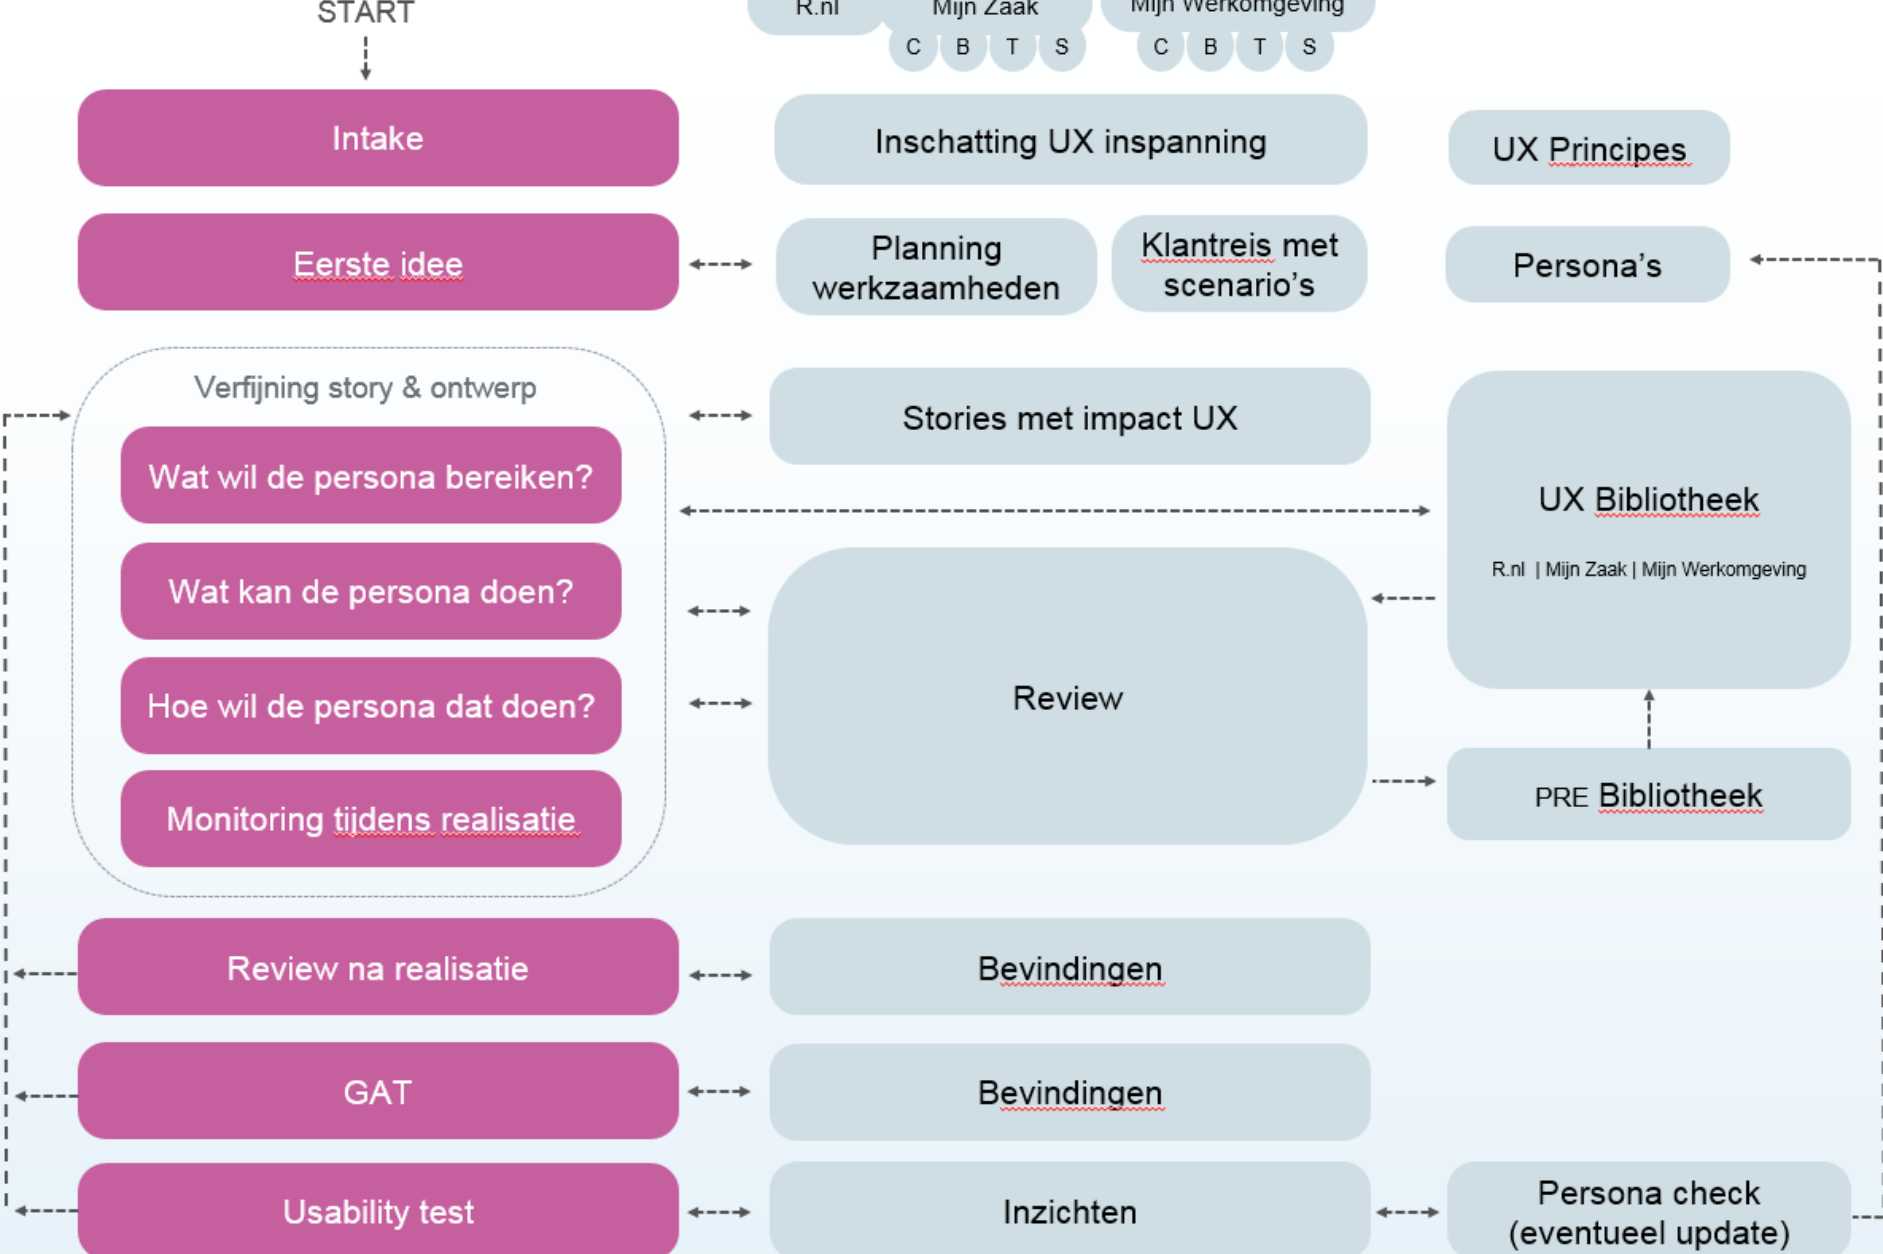 START
R.nl
Mijn Zaak
Mijn Werkomgeving
C B T S
C B T S
Intake
Inschatting UX inspanning
UX Principes
Eerste idee
Planning
werkzaamheden
Klantreis met
scenario's
Persona's
Verfijning story & ontwerp
Stories met impact UX
Wat wil de persona bereiken?
UX Bibliotheek
R.nl | Mijn Zaak | Mijn Werkomgeving
Wat kan de persona doen?
Review
Hoe wil de persona dat doen?
PRE Bibliotheek
Monitoring tijdens realisatie
Review na realisatie
Bevindingen
GAT
Bevindingen
Usability test
Inzichten
Persona check
(eventueel update)